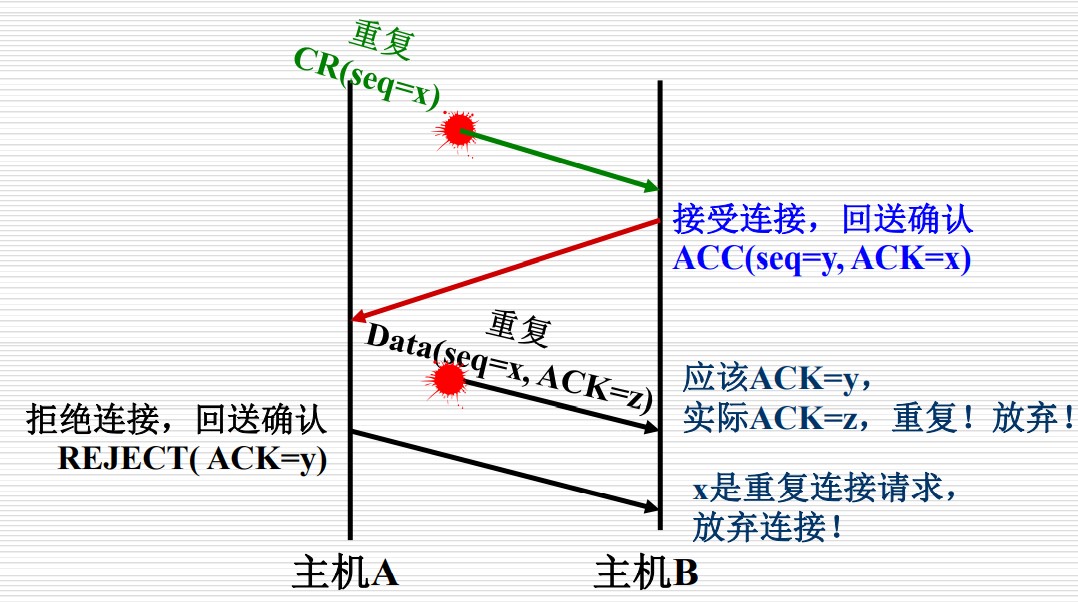 重复
CR(seq=x)
接受连接，回送确认
ACC(seq=y, ACK=x)
重复
Data(seq=x, ACK=z)
应该ACK=y，
实际ACK=z，重复！放弃！
拒绝连接，回送确认
REJECT( ACK=y)
x是重复连接请求，
放弃连接！
主机A
主机B